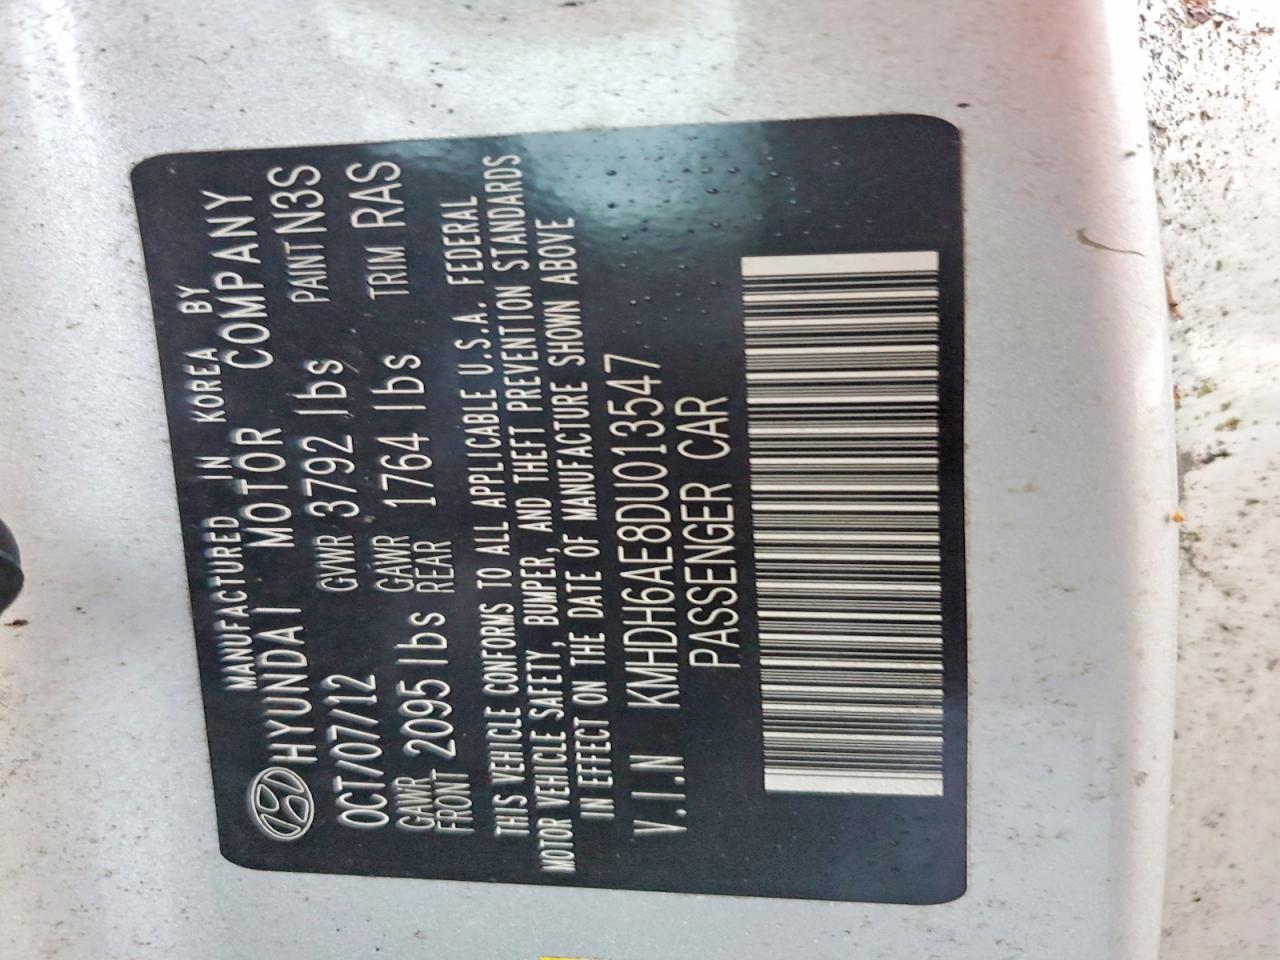 MANUFACTURED IN KOREA BY
HYUNDAI MOTOR COMPANY
OCT/07/12 GVWR 3792 lbs PAINT N3S
GAWR FRONT 2095 lbs GAWR REAR 1764 lbs TRIM RAS
THIS VEHICLE CONFORMS TO ALL APPLICABLE U.S.A. FEDERAL
MOTOR VEHICLE SAFETY, BUMPER, AND THEFT PREVENTION STANDARDS
IN EFFECT ON THE DATE OF MANUFACTURE SHOWN ABOVE
V.I.N KMHDH6AE8DU013547
PASSENGER CAR